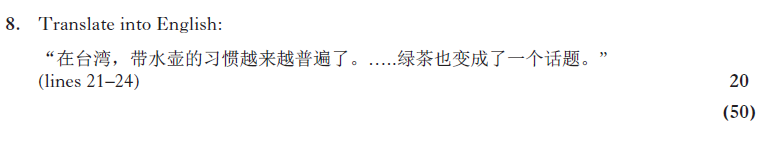 8. Translate into English:
“在台湾，带水壶的习惯越来越普遍了。.....绿茶也变成了一个话题。”
(lines 21–24) 20
(50)